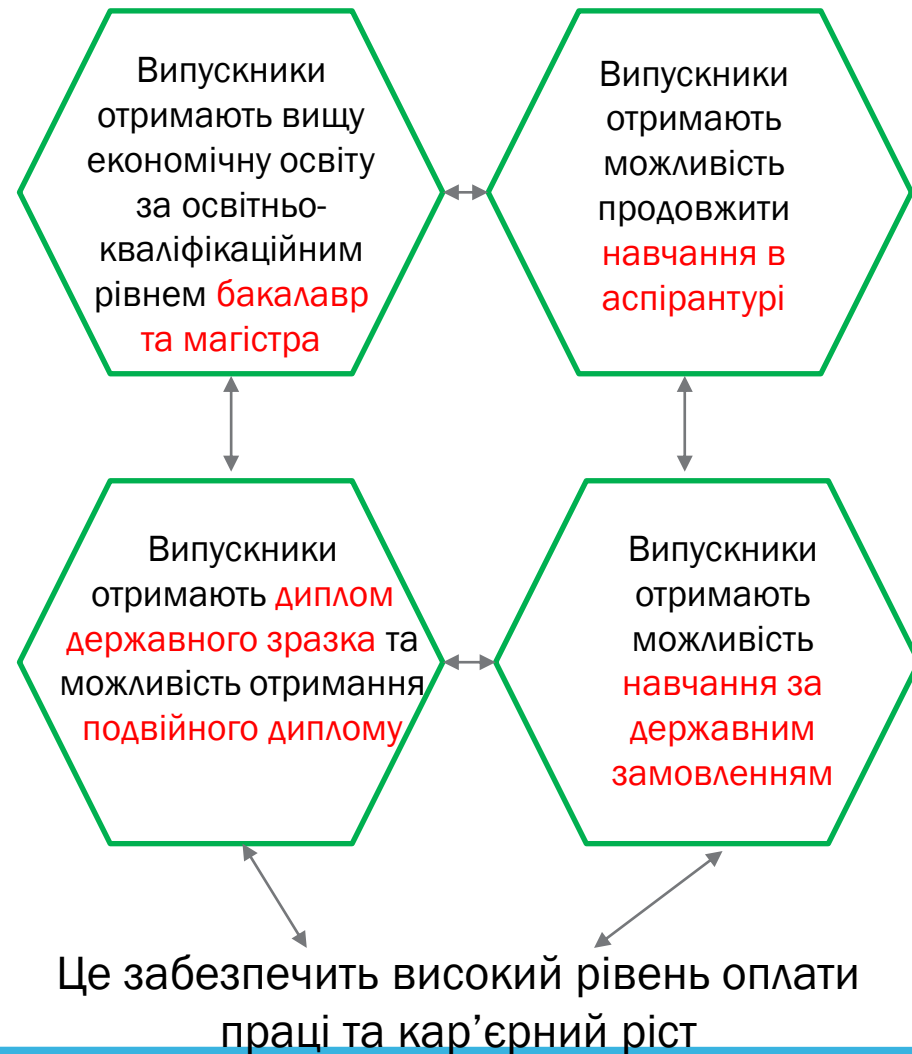 Випускники
отримають вищу
економічну освіту
за освітньо-
кваліфікаційним
рівнем бакалавр
та магістра
Випускники
отримають
можливість
продовжити
навчання в
аспірантурі
Випускники
отримають диплом
державного зразка та
можливість отримання
подвійного диплому
Випускники
отримають
можливість
навчання за
державним
замовленням
Це забезпечить високий рівень оплати
праці та кар’єрний ріст